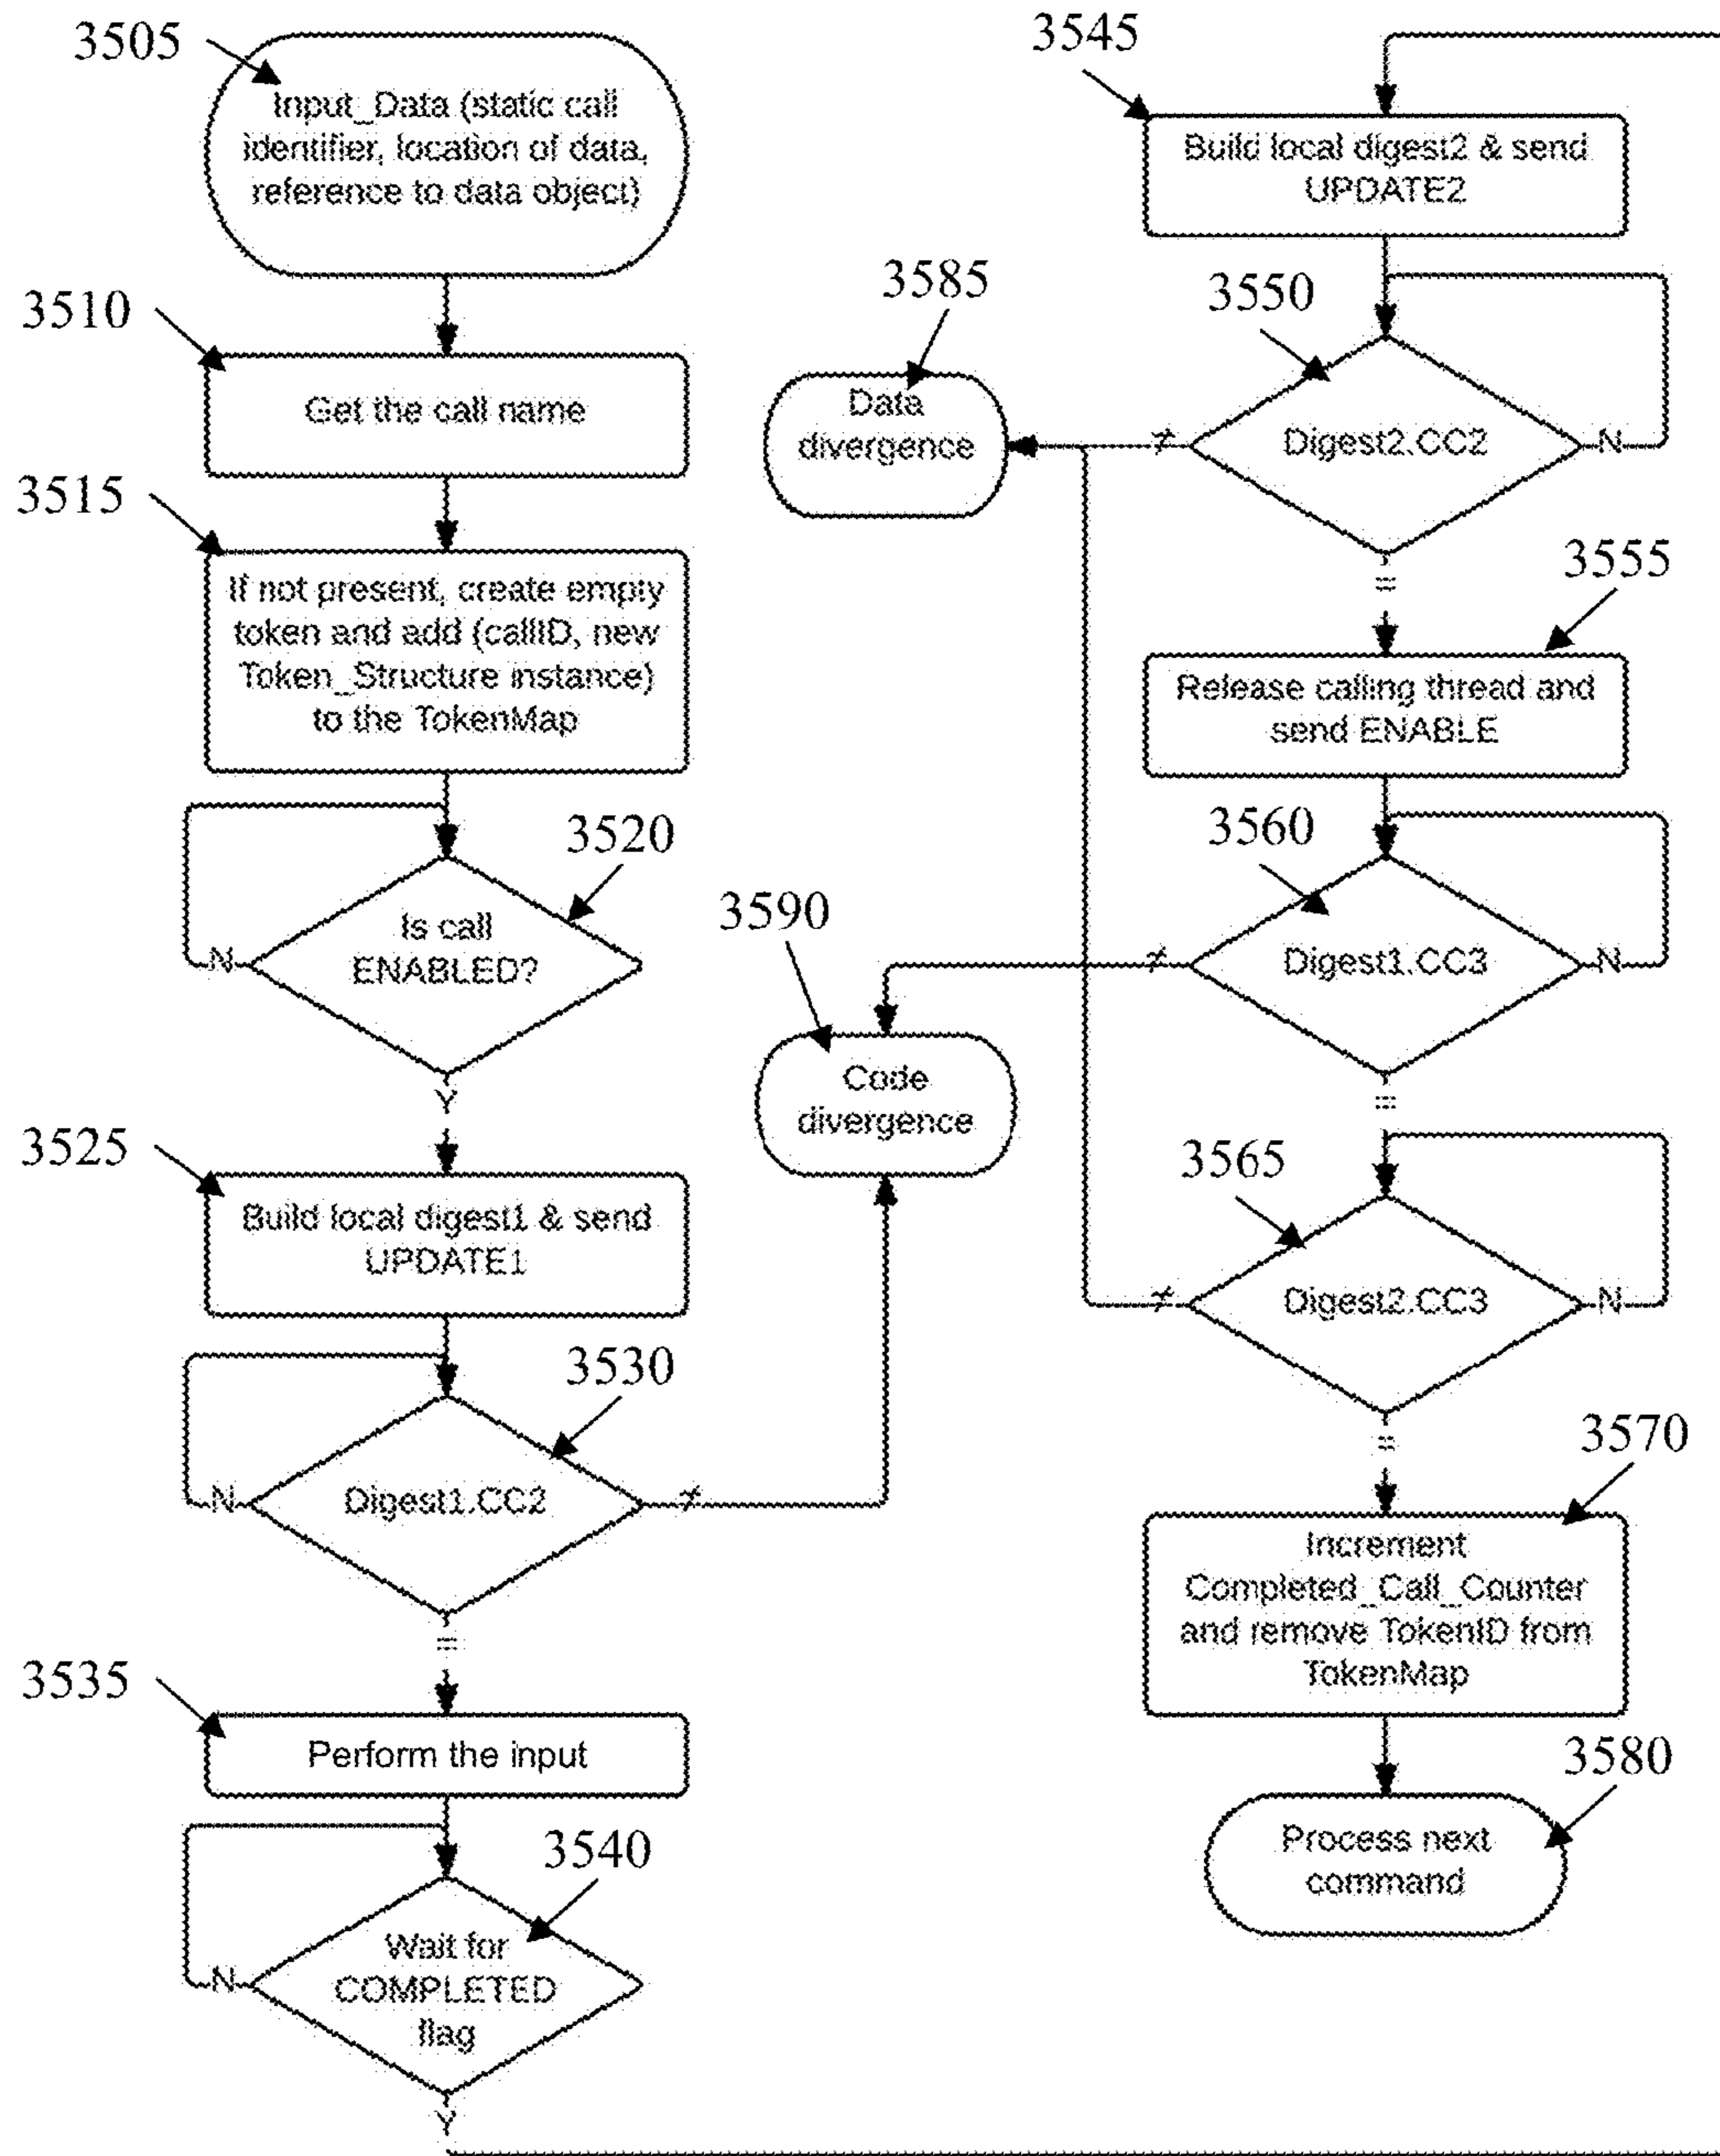 3505
Input_Data (static call
identifier, location of data,
reference to data object)
3510
Get the call name
3515
If not present, create empty
token and add (callID, new
Token_Structure instance)
to the TokenMap
3520
Is call
ENABLED?
N
Y
3525
Build local digest1 & send
UPDATE1
3530
Digest1.CC2
N
≠
=
3535
Perform the input
3540
Wait for
COMPLETED
flag
N
Y
3545
Build local digest2 & send
UPDATE2
3550
Digest2.CC2
N
≠
=
3585
Data
divergence
3555
Release calling thread and
send ENABLE
3560
Digest1.CC3
N
≠
=
3590
Code
divergence
3565
Digest2.CC3
N
≠
=
3570
Increment
Completed_Call_Counter
and remove TokenID from
TokenMap
3580
Process next
command